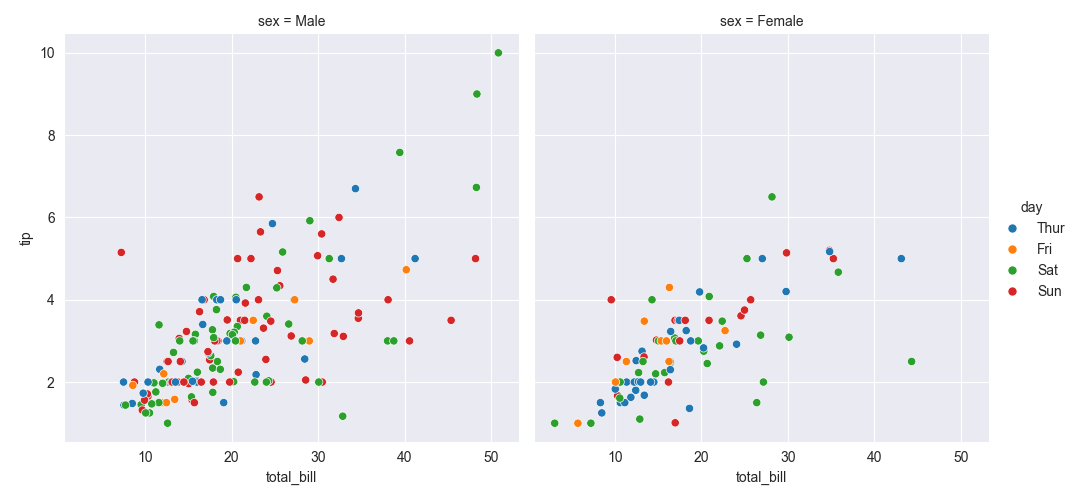 sex = Male
sex = Female
10
8
6
4
2
tip
10 20 30 40 50
10 20 30 40 50
total_bill
total_bill
day
Thur
Fri
Sat
Sun